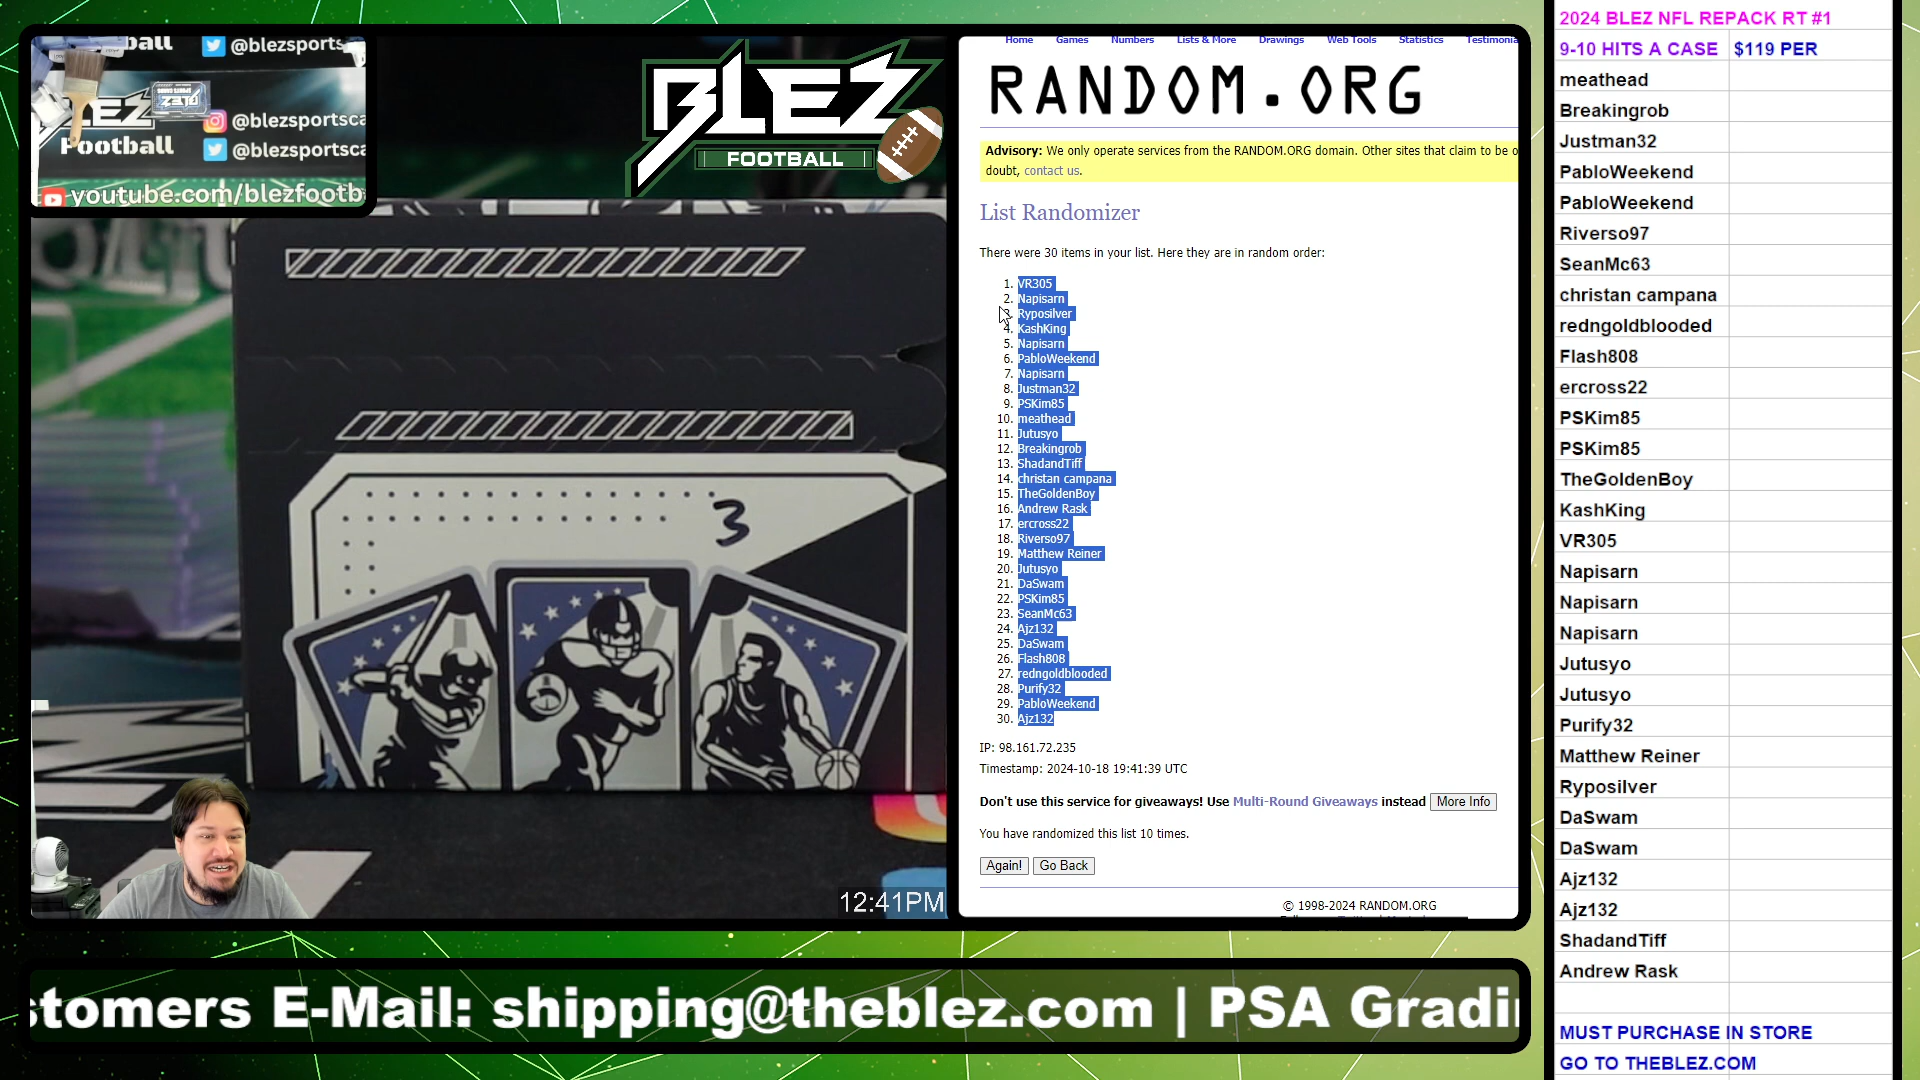 ball
@blezsports
LEZ
Football
@blezsportsca
@blezsportsca
youtube.com/blezfootb
BLEZ
FOOTBALL
3
12:41PM
Home Games Numbers Lists & More Drawings Web Tools Statistics Testimonia
RANDOM.ORG
Advisory: We only operate services from the RANDOM.ORG domain. Other sites that claim to be o
doubt, contact us.
List Randomizer
There were 30 items in your list. Here they are in random order:
1. VR305
2. Napisarn
3. Ryposilver
4. KashKing
5. Napisarn
6. PabloWeekend
7. Napisarn
8. Justman32
9. PSKim85
10. meathead
11. Jutusyo
12. Breakingrob
13. ShadandTiff
14. christan campana
15. TheGoldenBoy
16. Andrew Rask
17. ercross22
18. Riverso97
19. Matthew Reiner
20. Jutusyo
21. DaSwam
22. PSKim85
23. SeanMc63
24. Ajz132
25. DaSwam
26. Flash808
27. redngoldblooded
28. Purify32
29. PabloWeekend
30. Ajz132
IP: 98.161.72.235
Timestamp: 2024-10-18 19:41:39 UTC
Don't use this service for giveaways! Use Multi-Round Giveaways instead More Info
You have randomized this list 10 times.
Again! Go Back
© 1998-2024 RANDOM.ORG
2024 BLEZ NFL REPACK RT #1
9-10 HITS A CASE $119 PER
meathead
Breakingrob
Justman32
PabloWeekend
PabloWeekend
Riverso97
SeanMc63
christan campana
redngoldblooded
Flash808
ercross22
PSKim85
PSKim85
TheGoldenBoy
KashKing
VR305
Napisarn
Napisarn
Napisarn
Jutusyo
Jutusyo
Purify32
Matthew Reiner
Ryposilver
DaSwam
DaSwam
Ajz132
Ajz132
ShadandTiff
Andrew Rask
MUST PURCHASE IN STORE
GO TO THEBLEZ.COM
stomers E-Mail: shipping@theblez.com | PSA Gradi